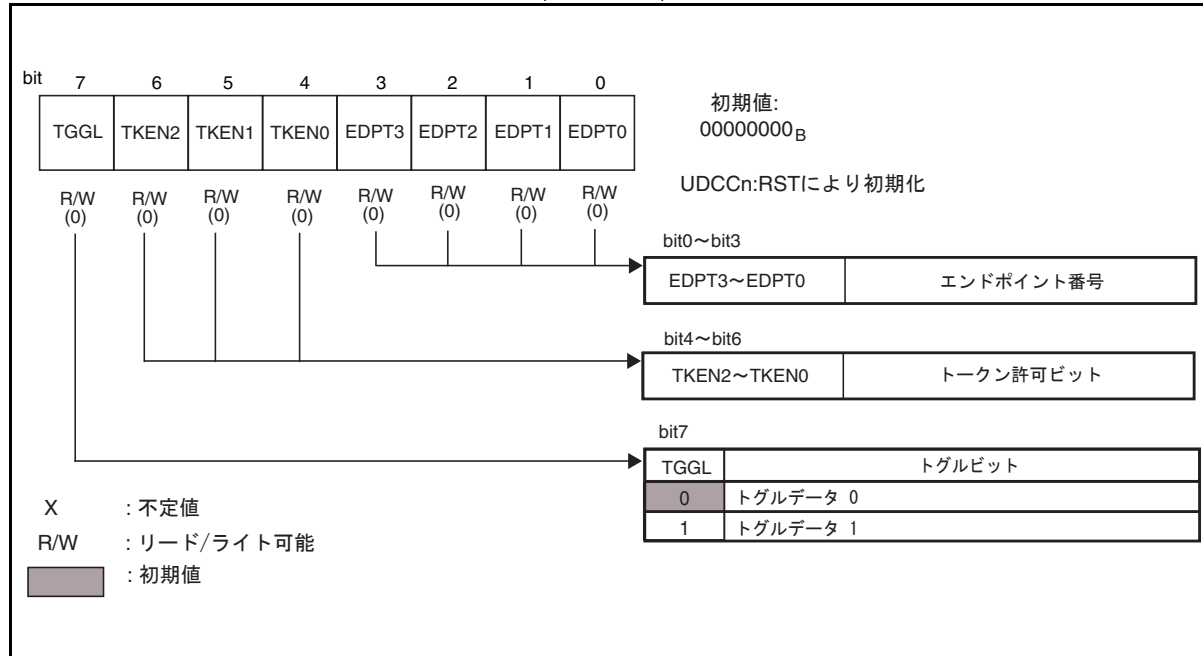 bit 7 6 5 4 3 2 1 0
TGGL TKEN2 TKEN1 TKEN0 EDPT3 EDPT2 EDPT1 EDPT0
R/W R/W R/W R/W R/W R/W R/W R/W
(0) (0) (0) (0) (0) (0) (0) (0)
初期値:
00000000B
UDCCn:RSTにより初期化
bit0～bit3
EDPT3～EDPT0 エンドポイント番号
bit4～bit6
TKEN2～TKEN0 トークン許可ビット
bit7
TGGL トグルビット
0 トグルデータ 0
1 トグルデータ 1
X : 不定値
R/W : リード/ライト可能
: 初期値